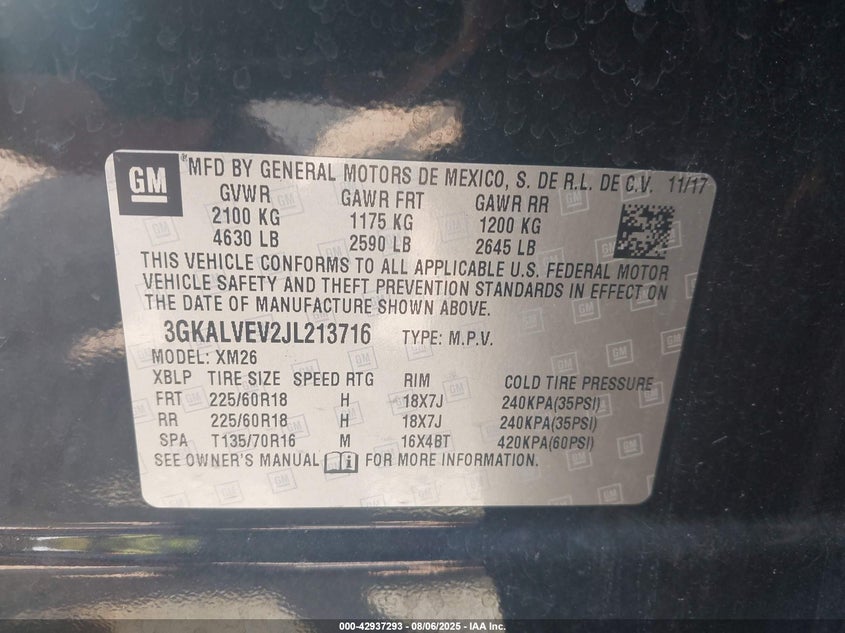 GM
®MFD BY GENERAL MOTORS DE MEXICO, S. DE R.L. DE C.V. 11/17
GVWR GAWR FRT GAWR RR
2100 KG 1175 KG 1200 KG
4630 LB 2590 LB 2645 LB
THIS VEHICLE CONFORMS TO ALL APPLICABLE U.S. FEDERAL MOTOR
VEHICLE SAFETY AND THEFT PREVENTION STANDARDS IN EFFECT ON
THE DATE OF MANUFACTURE SHOWN ABOVE.
3GKALVEV2JL213716 TYPE: M.P.V.
MODEL: XM26
XBLP TIRE SIZE SPEED RTG RIM COLD TIRE PRESSURE
FRT 225/60R18 H 18X7J 240KPA(35PSI)
RR 225/60R18 H 18X7J 240KPA(35PSI)
SPA T135/70R16 M 16X4BT 420KPA(60PSI)
SEE OWNER'S MANUAL FOR MORE INFORMATION.
000-42937293 - 08/06/2025 - IAA Inc.